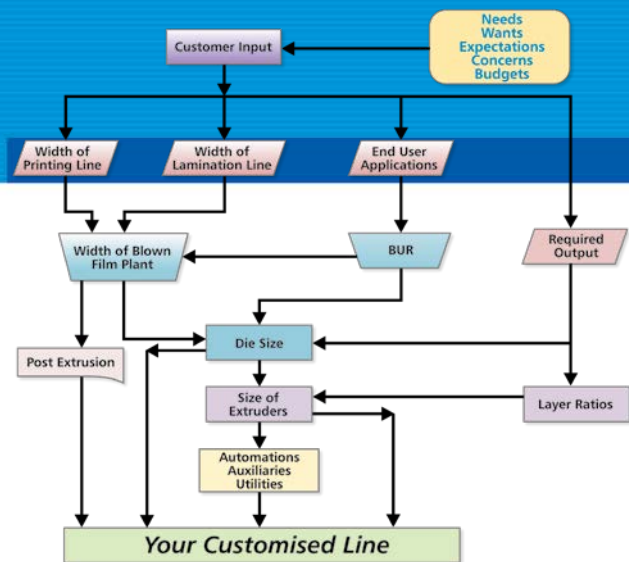 Needs
Wants
Expectations
Concerns
Budgets
Customer Input
Width of
Printing Line
Width of
Lamination Line
End User
Applications
Width of Blown
Film Plant
BUR
Required
Output
Die Size
Post Extrusion
Size of
Extruders
Layer Ratios
Automations
Auxiliaries
Utilities
Your Customised Line